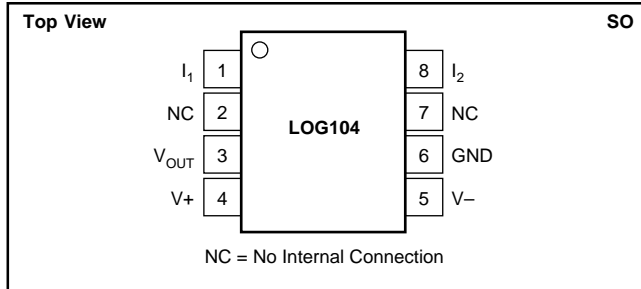 Top View SO
I1 1 8 I2
NC 2 7 NC
LOG104
VOUT 3 6 GND
V+ 4 5 V–
NC = No Internal Connection